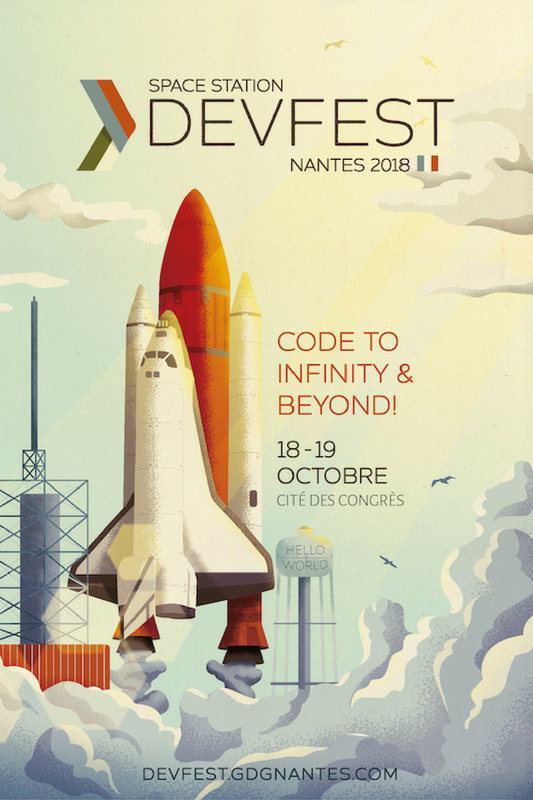 SPACE STATION
DEVFEST
NANTES 2018
CODE TO
INFINITY &
BEYOND!
18-19
OCTOBRE
CITÉ DES CONGRÈS
HELLO
WORLD
DEVFEST.GDGNANTES.COM